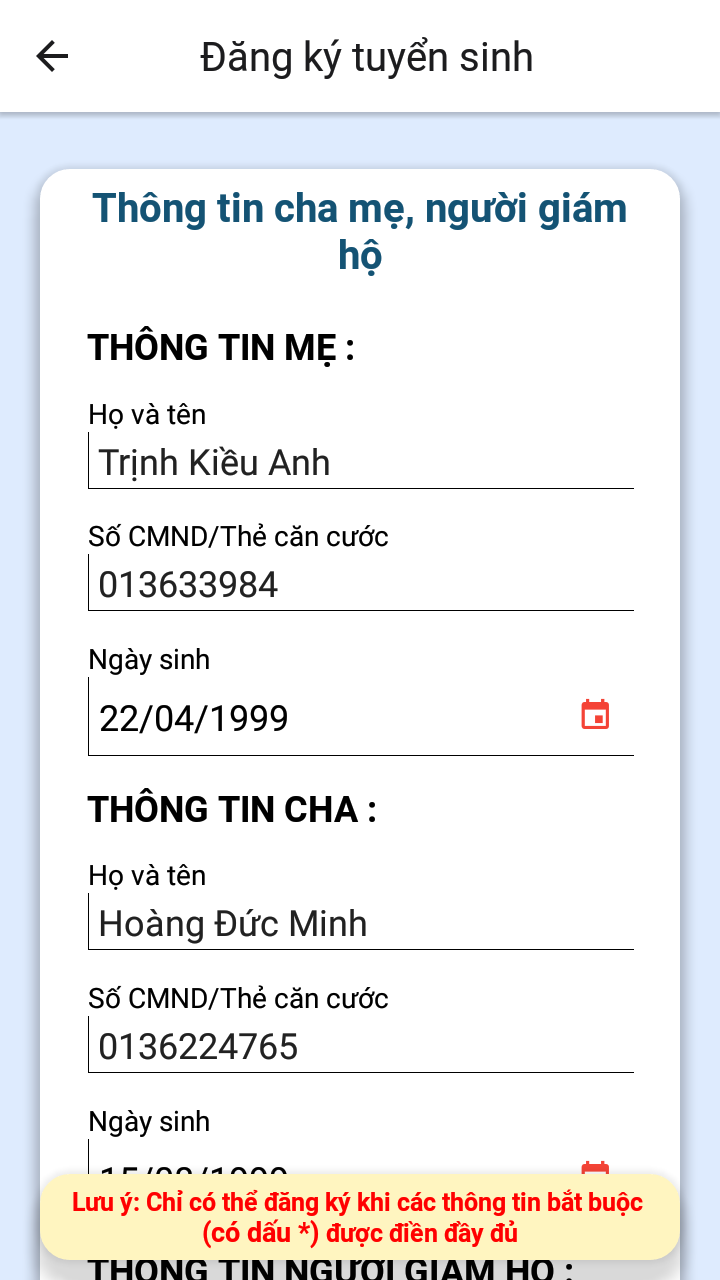 Đăng ký tuyển sinh
Thông tin cha mẹ, người giám
hộ
THÔNG TIN MẸ :
Họ và tên
Trịnh Kiều Anh
Số CMND/Thẻ căn cước
013633984
Ngày sinh
22/04/1999
THÔNG TIN CHA :
Họ và tên
Hoàng Đức Minh
Số CMND/Thẻ căn cước
0136224765
Ngày sinh
Lưu ý: Chỉ có thể đăng ký khi các thông tin bắt buộc
(có dấu *) được điền đầy đủ
THÔNG TIN NGƯỜI GIÁM HỘ :